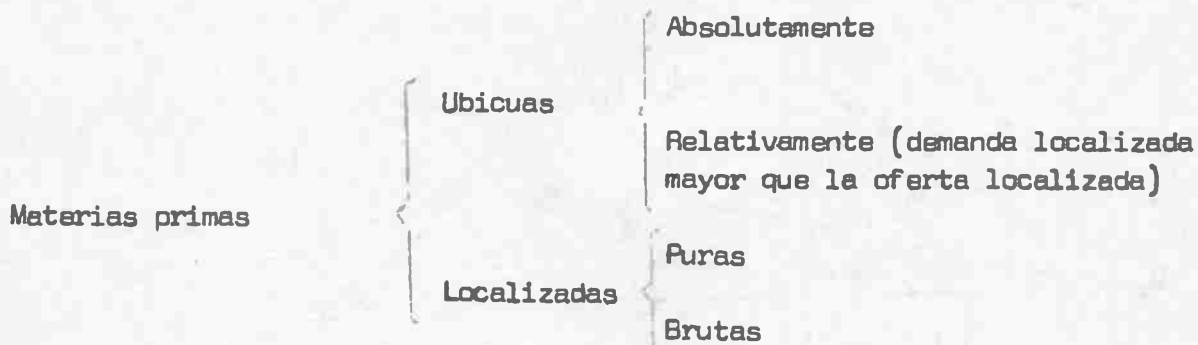 Absolutamente
Ubicuas
Relativamente (demanda localizada
mayor que la oferta localizada)
Materias primas
Puras
Localizadas
Brutas